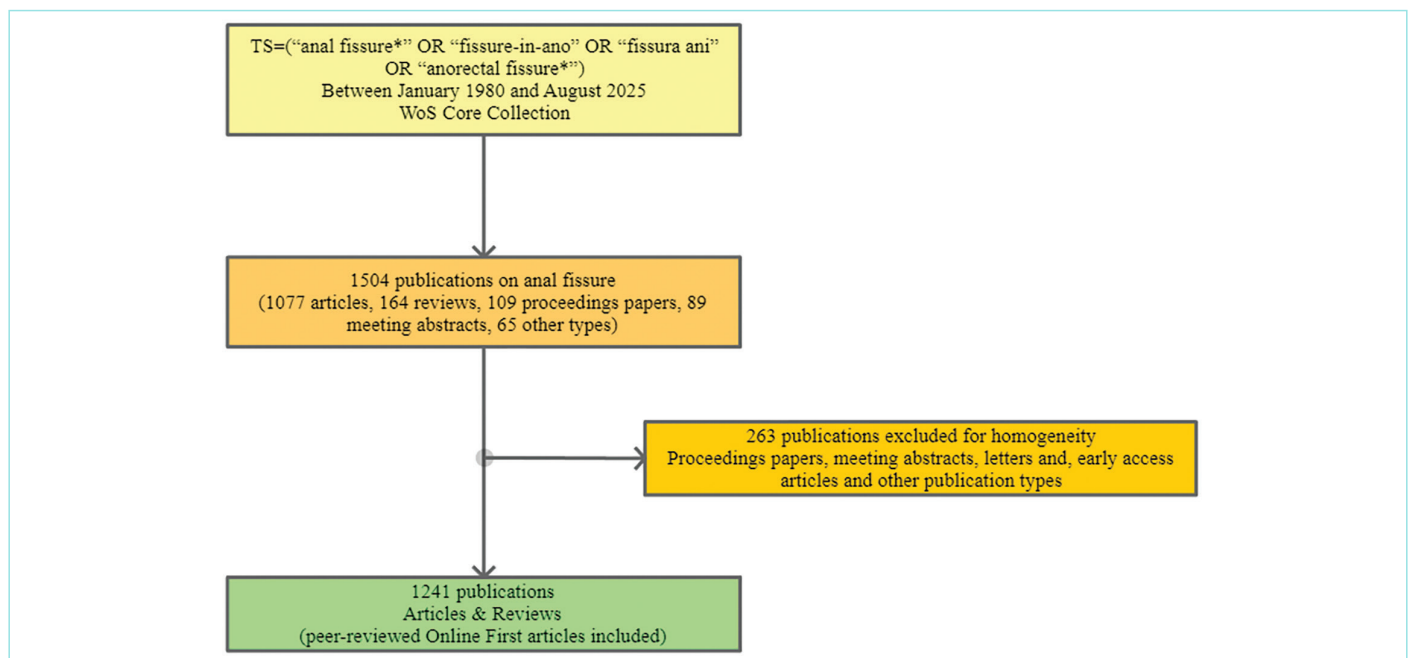 TS=(“anal fissure*” OR “fissure-in-ano” OR “fissura ani”
OR “anorectal fissure*”)
Between January 1980 and August 2025
WoS Core Collection
1504 publications on anal fissure
(1077 articles, 164 reviews, 109 proceedings papers, 89
meeting abstracts, 65 other types)
263 publications excluded for homogeneity
Proceedings papers, meeting abstracts, letters and, early access
articles and other publication types
1241 publications
Articles & Reviews
(peer-reviewed Online First articles included)